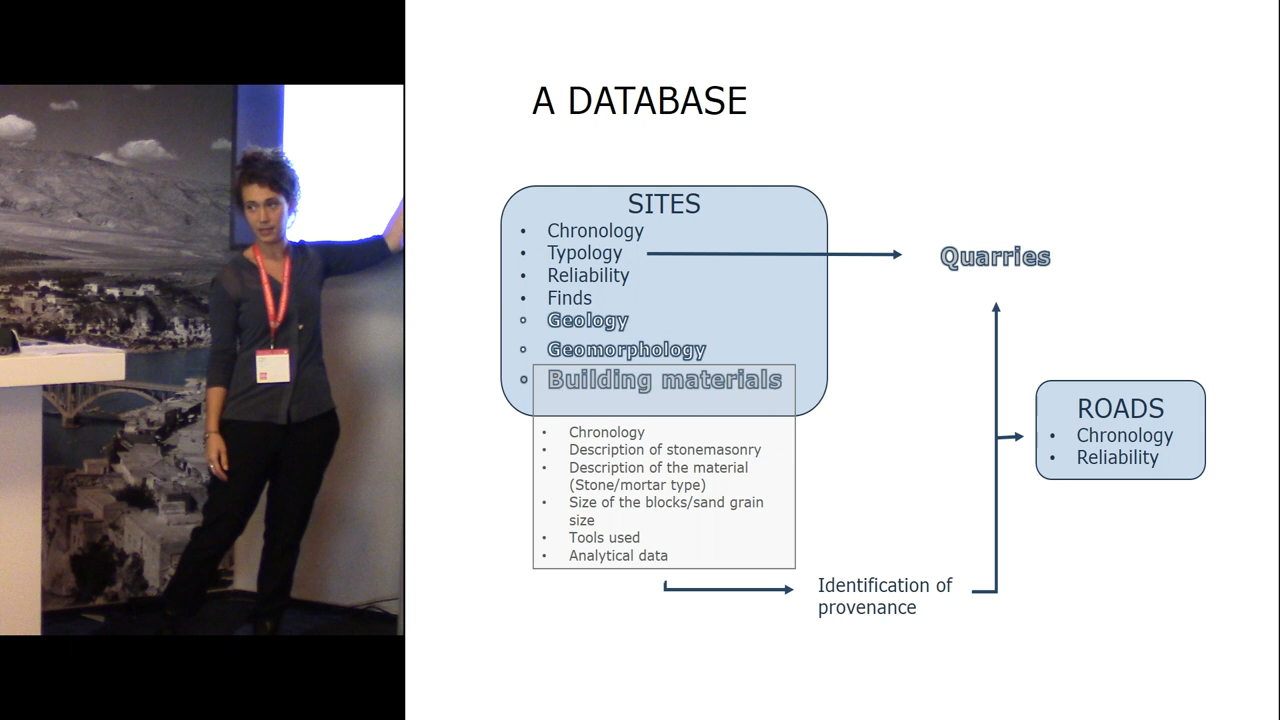 A DATABASE
SITES
• Chronology
• Typology
• Reliability
• Finds
Geology
Geomorphology
Building materials
• Chronology
• Description of stonemasonry
• Description of the material
(Stone/mortar type)
• Size of the blocks/sand grain
size
• Tools used
• Analytical data
Identification of
provenance
Quarries
ROADS
• Chronology
• Reliability